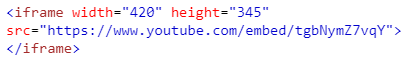 <iframe width="420" height="345"
src="https://www.youtube.com/embed/tgbNymZ7vqY">
</iframe>